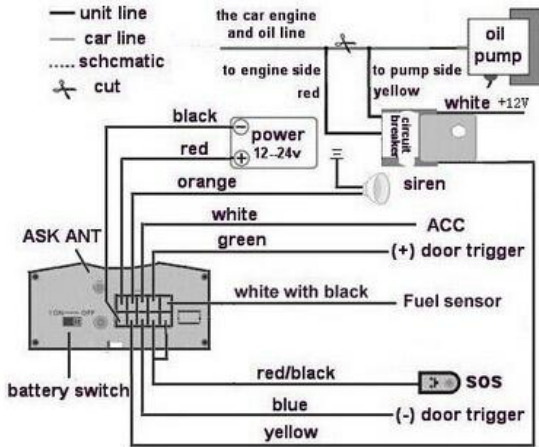 unit line
car line
schcmatic
cut
the car engine
and oil line
oil
pump
to engine side
red
to pump side
yellow
white +12V
circuit
breaker
black
power
12--24v
red
orange
siren
white
ACC
green
(+) door trigger
ASK ANT
white with black
Fuel sensor
1 ON OFF
battery switch
red/black
SOS
blue
(-) door trigger
yellow